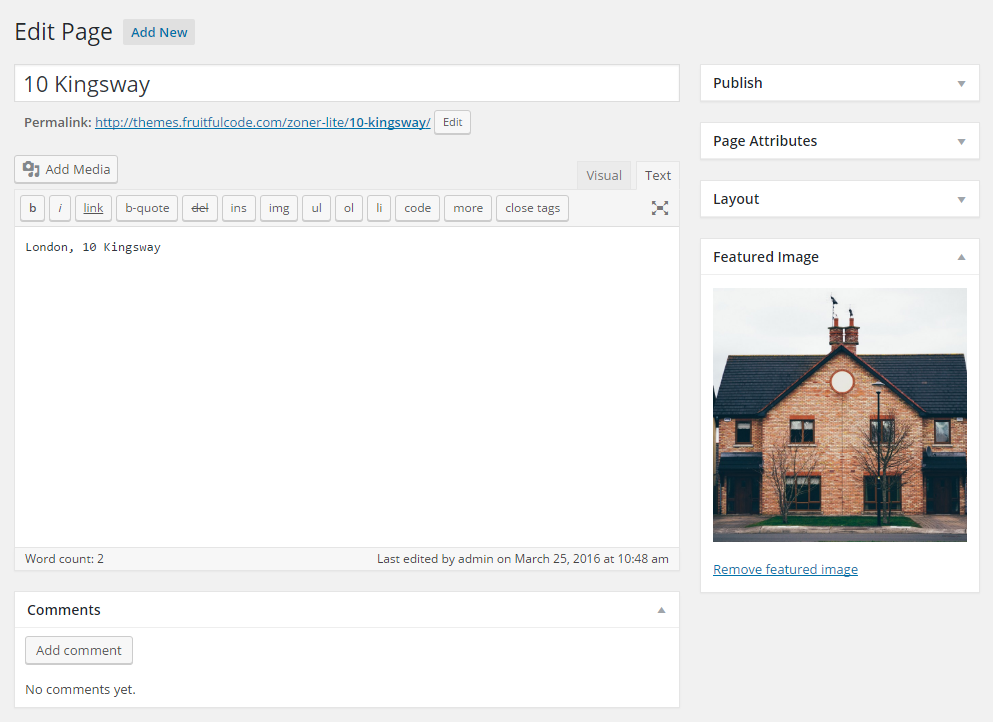 Edit Page Add New
10 Kingsway
Permalink: http://themes.fruitfulcode.com/zoner-lite/10-kingsway/ Edit
Add Media
Visual Text
b i link b-quote del ins img ul ol li code more close tags
London, 10 Kingsway
Word count: 2 Last edited by admin on March 25, 2016 at 10:48 am
Comments
Add comment
No comments yet.
Publish
Page Attributes
Layout
Featured Image
Remove featured image